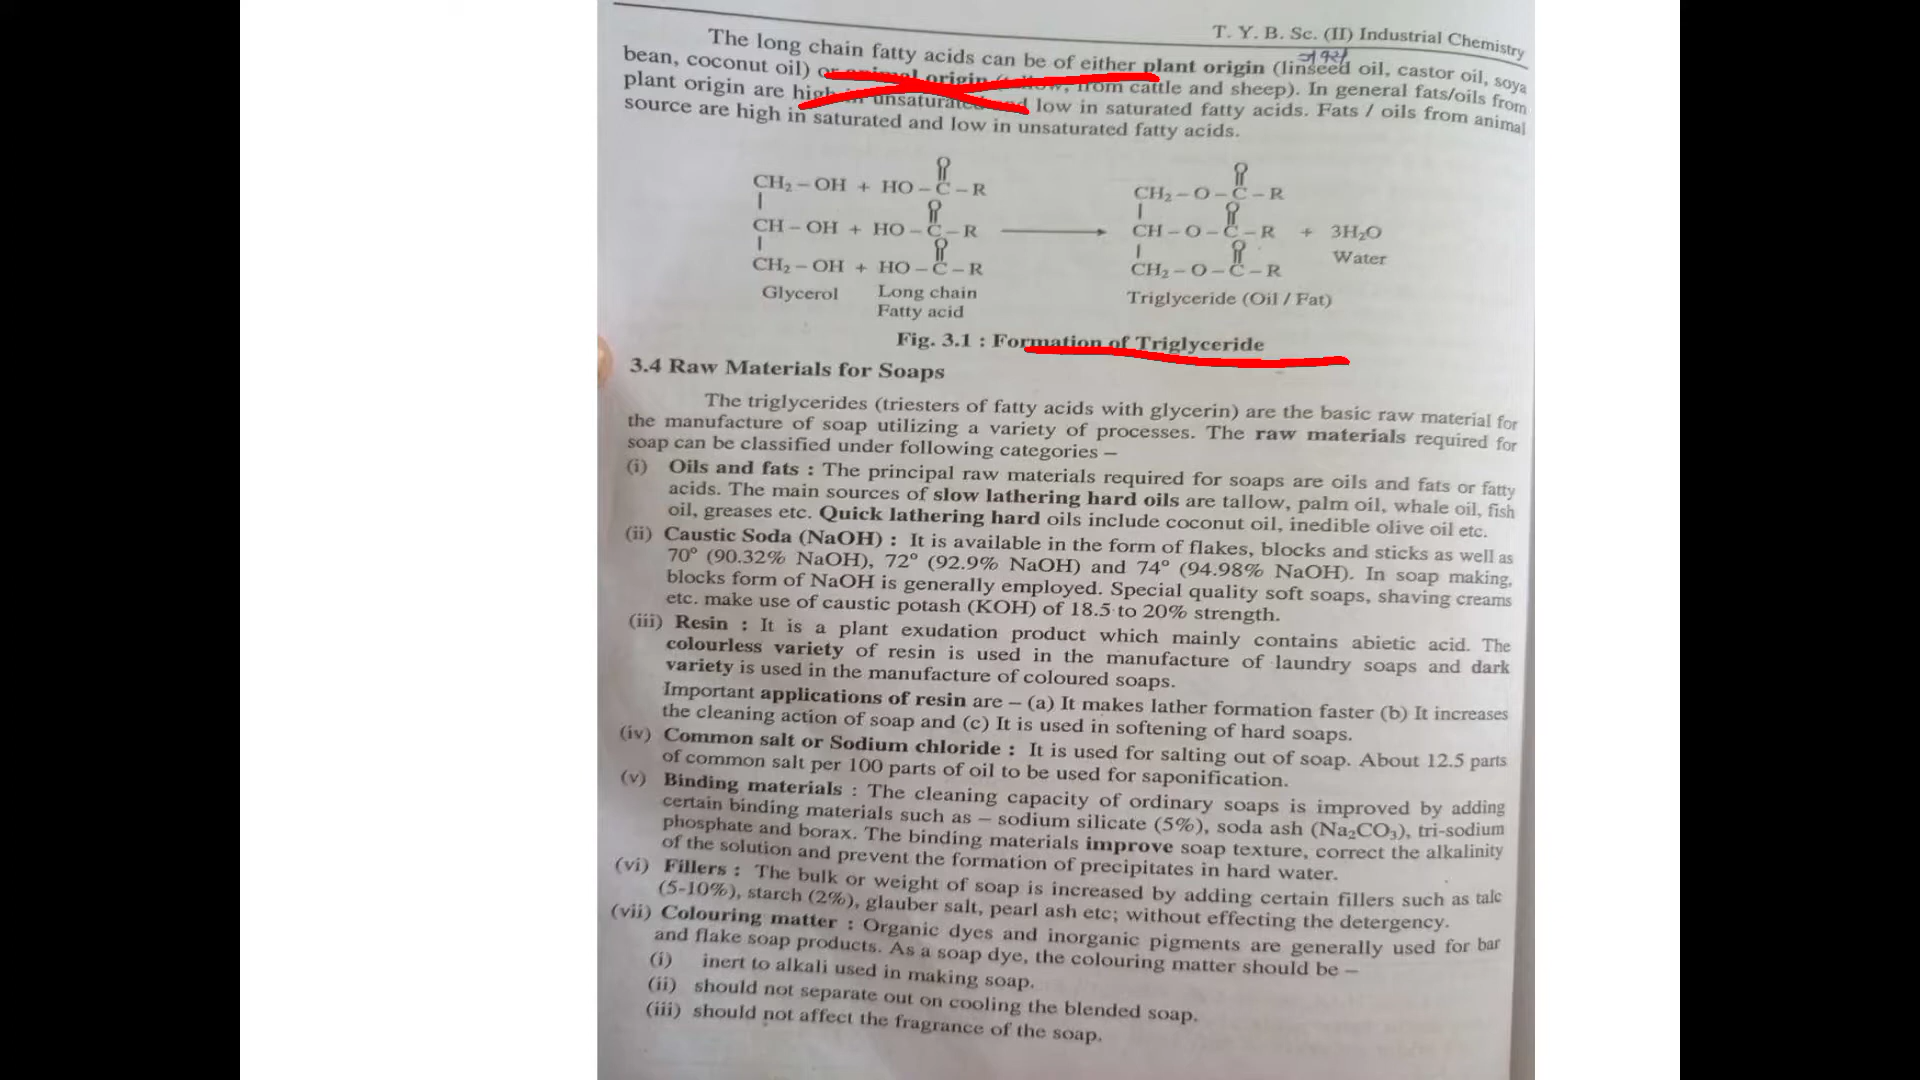 T. Y. B. Sc. (II) Industrial Chemistry
The long chain fatty acids can be of either plant origin (linseed oil, castor oil, soya
bean, coconut oil) or animal origin (tallow, from cattle and sheep). In general fats/oils from
plant origin are high in unsaturated and low in saturated fatty acids. Fats / oils from animal
source are high in saturated and low in unsaturated fatty acids.
O O
CH₂ – OH + HO – C – R CH₂ – O – C – R
O O
CH – OH + HO – C – R CH – O – C – R + 3H₂O
O O Water
CH₂ – OH + HO – C – R CH₂ – O – C – R
Glycerol Long chain Triglyceride (Oil / Fat)
Fatty acid
Fig. 3.1 : Formation of Triglyceride
3.4 Raw Materials for Soaps
The triglycerides (triesters of fatty acids with glycerin) are the basic raw material for
the manufacture of soap utilizing a variety of processes. The raw materials required for
soap can be classified under following categories –
(i) Oils and fats : The principal raw materials required for soaps are oils and fats or fatty
acids. The main sources of slow lathering hard oils are tallow, palm oil, whale oil, fish
oil, greases etc. Quick lathering hard oils include coconut oil, inedible olive oil etc.
(ii) Caustic Soda (NaOH) : It is available in the form of flakes, blocks and sticks as well as
70° (90.32% NaOH), 72° (92.9% NaOH) and 74° (94.98% NaOH). In soap making,
blocks form of NaOH is generally employed. Special quality soft soaps, shaving creams
etc. make use of caustic potash (KOH) of 18.5 to 20% strength.
(iii) Resin : It is a plant exudation product which mainly contains abietic acid. The
colourless variety of resin is used in the manufacture of laundry soaps and dark
variety is used in the manufacture of coloured soaps.
Important applications of resin are – (a) It makes lather formation faster (b) It increases
the cleaning action of soap and (c) It is used in softening of hard soaps.
(iv) Common salt or Sodium chloride : It is used for salting out of soap. About 12.5 parts
of common salt per 100 parts of oil to be used for saponification.
(v) Binding materials : The cleaning capacity of ordinary soaps is improved by adding
certain binding materials such as – sodium silicate (5%), soda ash (Na₂CO₃), tri-sodium
phosphate and borax. The binding materials improve soap texture, correct the alkalinity
of the solution and prevent the formation of precipitates in hard water.
(vi) Fillers : The bulk or weight of soap is increased by adding certain fillers such as talc
(5-10%), starch (2%), glauber salt, pearl ash etc; without effecting the detergency.
(vii) Colouring matter : Organic dyes and inorganic pigments are generally used for bar
and flake soap products. As a soap dye, the colouring matter should be –
(i) inert to alkali used in making soap.
(ii) should not separate out on cooling the blended soap.
(iii) should not affect the fragrance of the soap.